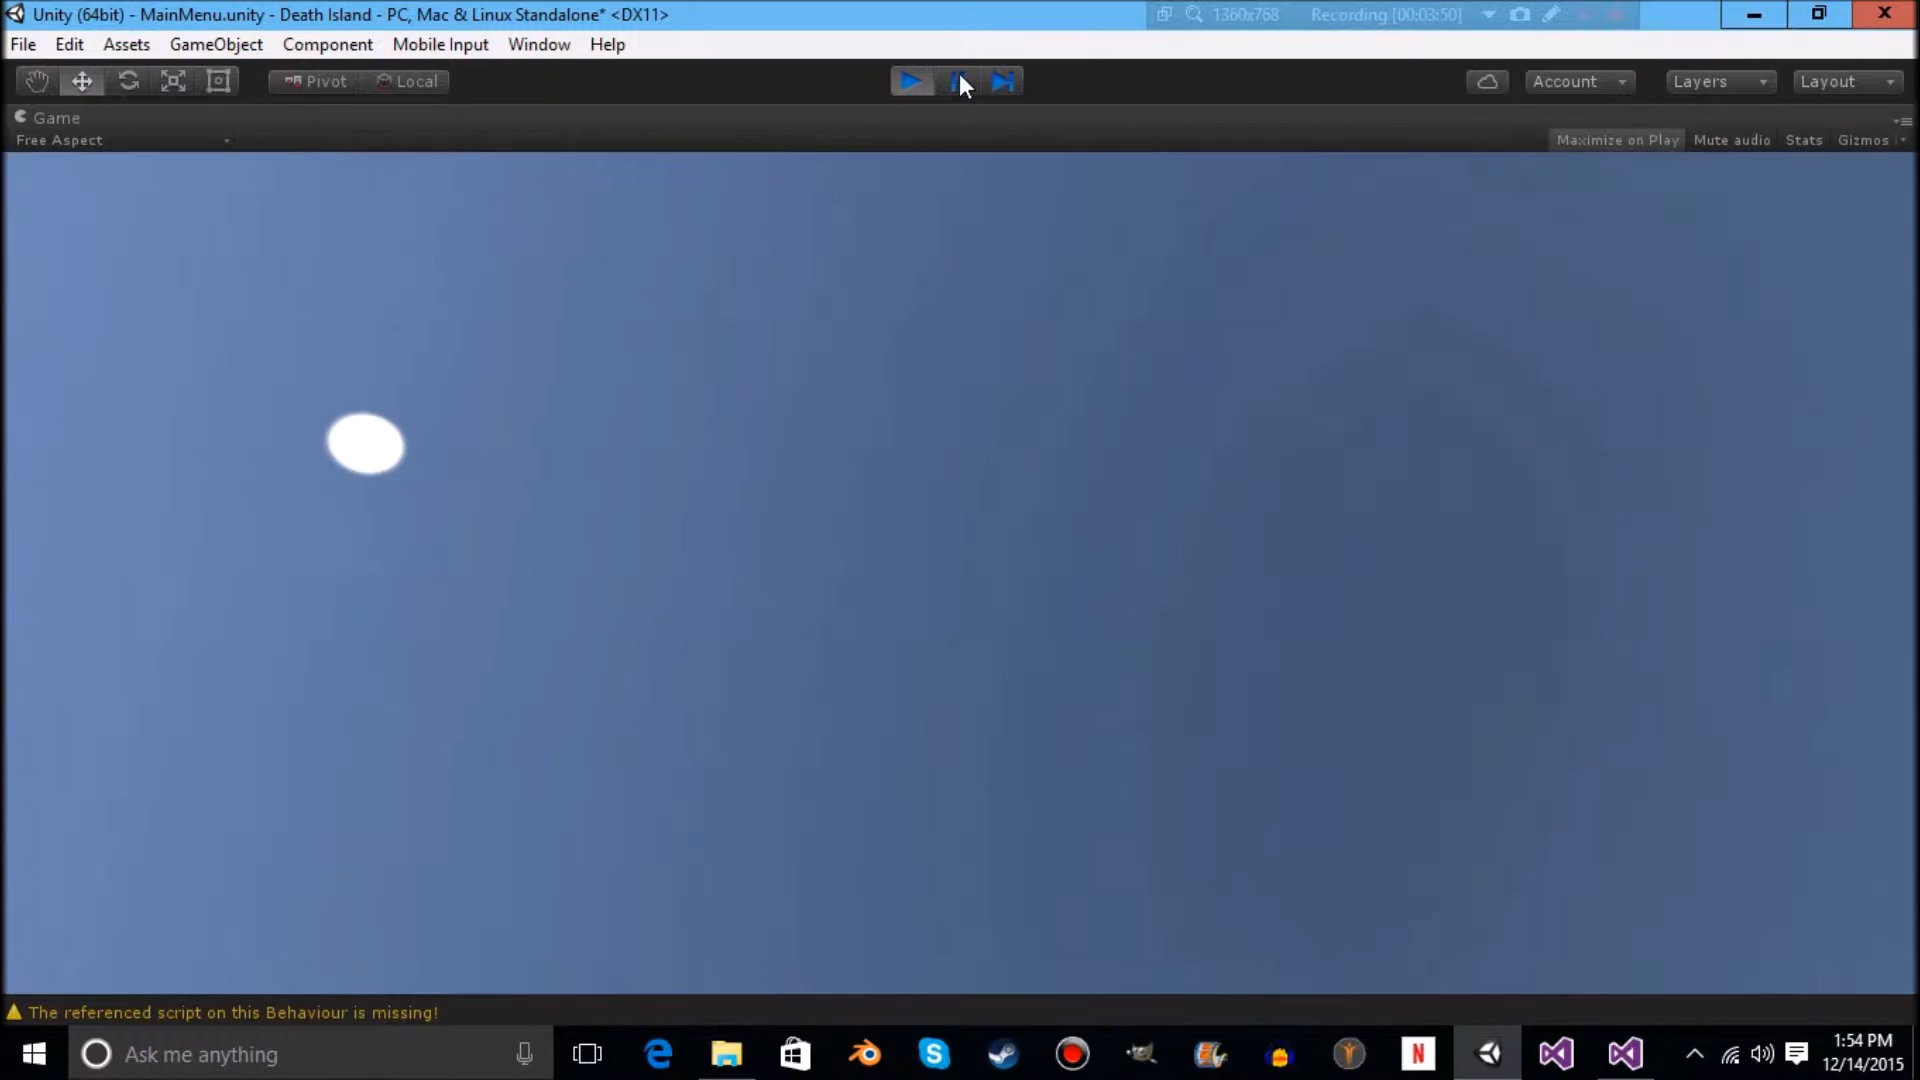 Unity (64bit) - MainMenu.unity - Death Island - PC, Mac & Linux Standalone* <DX11>
1360x768 Recording [00:03:50]
File Edit Assets GameObject Component Mobile Input Window Help
Pivot Local Account Layers Layout
Game
Free Aspect Maximize on Play Mute audio Stats Gizmos
The referenced script on this Behaviour is missing!
Ask me anything
N
1:54 PM
12/14/2015